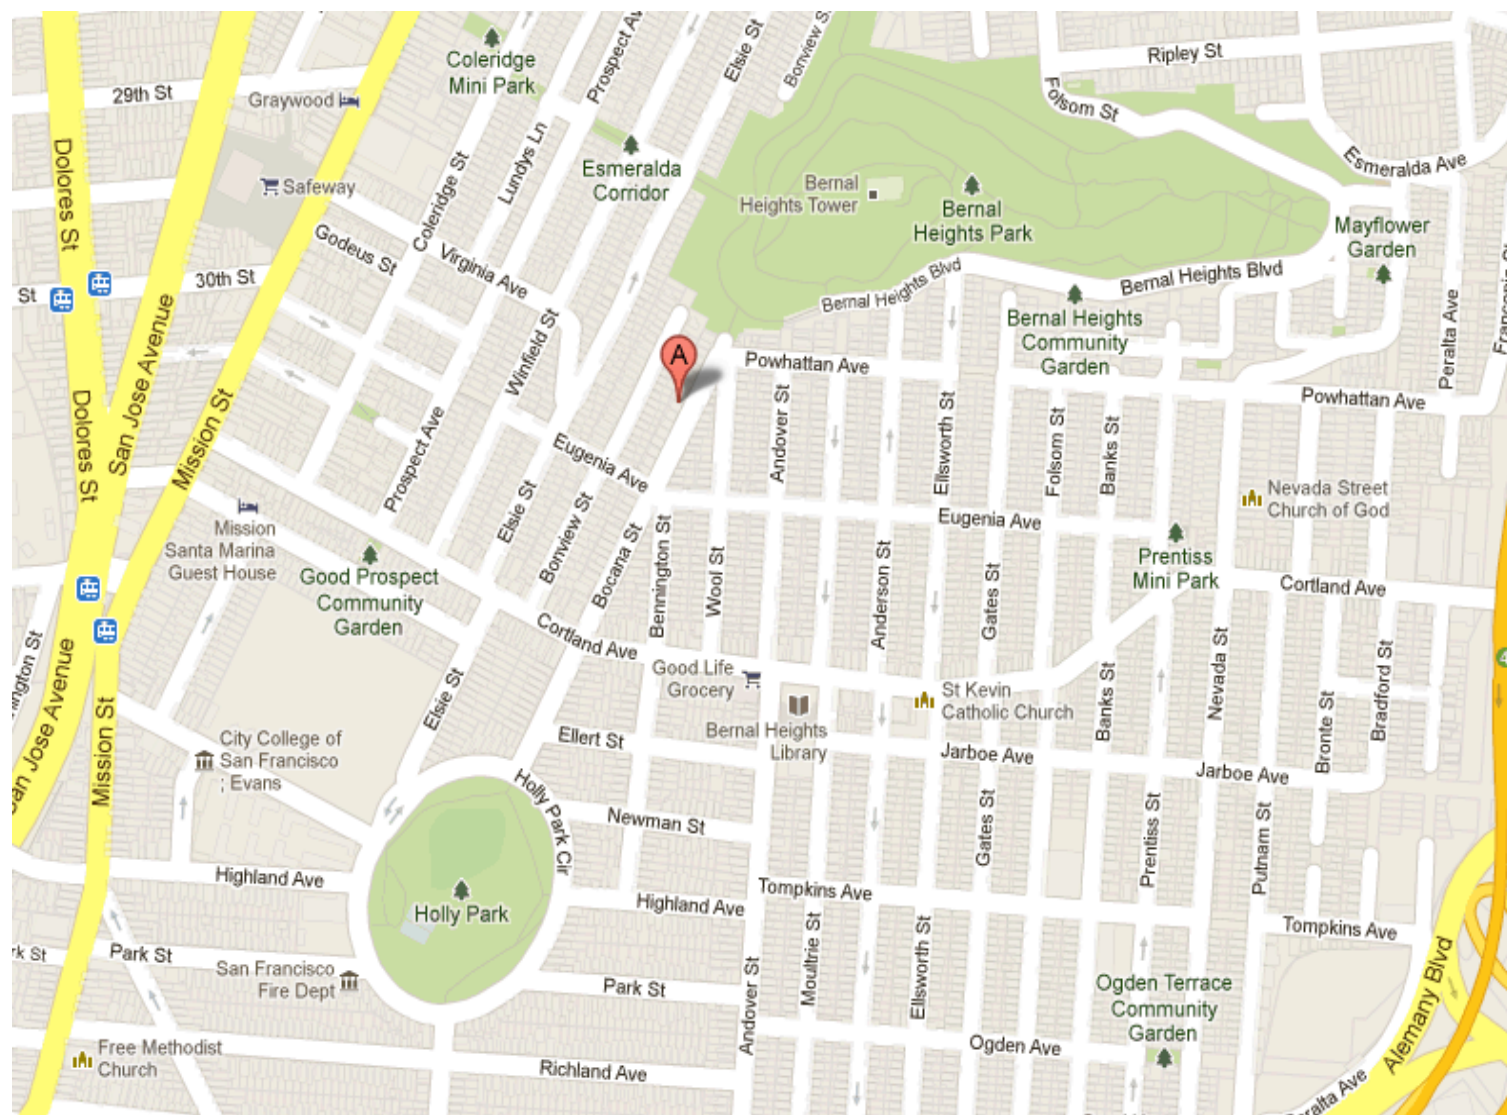 Coleridge
Mini Park
Prospect Av
Elsie St
Bonview S
Ripley St
29th St
Graywood
Folsom St
Dolores St
Safeway
Lundys Ln
Esmeralda
Corridor
Bernal
Heights Tower
Bernal
Heights Park
Esmeralda Ave
Mayflower
Garden
Coleridge St
Godeus St
Virginia Ave
30th St
St
Bernal Heights Blvd
Bernal Heights Blvd
Bernal Heights
Community
Garden
Peralta Ave
San Jose Avenue
Winfield St
A
Powhattan Ave
Powhattan Ave
Dolores St
Mission St
Prospect Ave
Eugenia Ave
Andover St
Ellsworth St
Folsom St
Banks St
Nevada Street
Church of God
Mission
Santa Marina
Guest House
Elsie St
Bonview St
Bocana St
Bennington St
Wool St
Anderson St
Eugenia Ave
Gates St
Prentiss
Mini Park
Cortland Ave
Good Prospect
Community
Garden
Cortland Ave
Good Life
Grocery
St Kevin
Catholic Church
Banks St
Nevada St
Bradford St
Bronte St
nington St
San Jose Avenue
Mission St
Elsie St
City College of
San Francisco
; Evans
Ellert St
Bernal Heights
Library
Jarboe Ave
Jarboe Ave
Holly Park Cir
Newman St
Gates St
Prentiss St
Putnam St
Highland Ave
Holly Park
Highland Ave
Tompkins Ave
Tompkins Ave
rk St
Park St
San Francisco
Fire Dept
Park St
Andover St
Moultrie St
Ellsworth St
Ogden Terrace
Community
Garden
Alemany Blvd
Free Methodist
Church
Richland Ave
Ogden Ave
eralta Ave